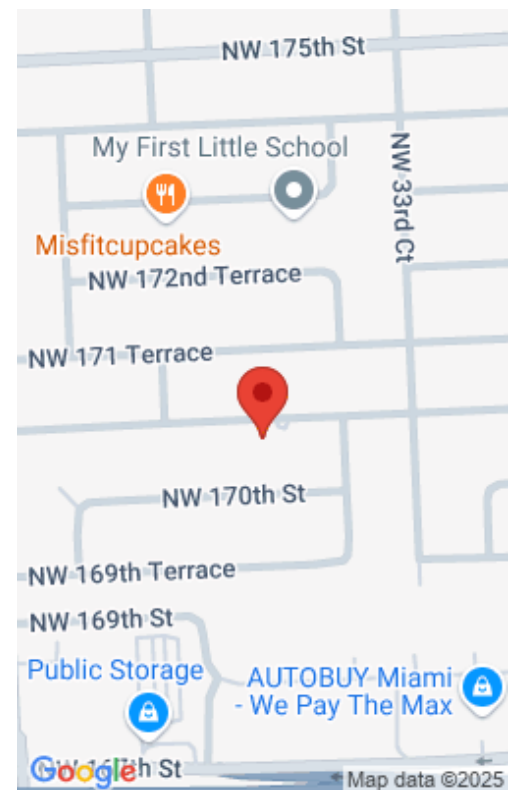 NW 175th St
My First Little School
NW 33rd Ct
Misfitcupcakes
NW 172nd Terrace
NW 171 Terrace
NW 170th St
NW 169th Terrace
NW 169th St
Public Storage
AUTOBUY Miami
- We Pay The Max
Google
th St
Map data ©2025